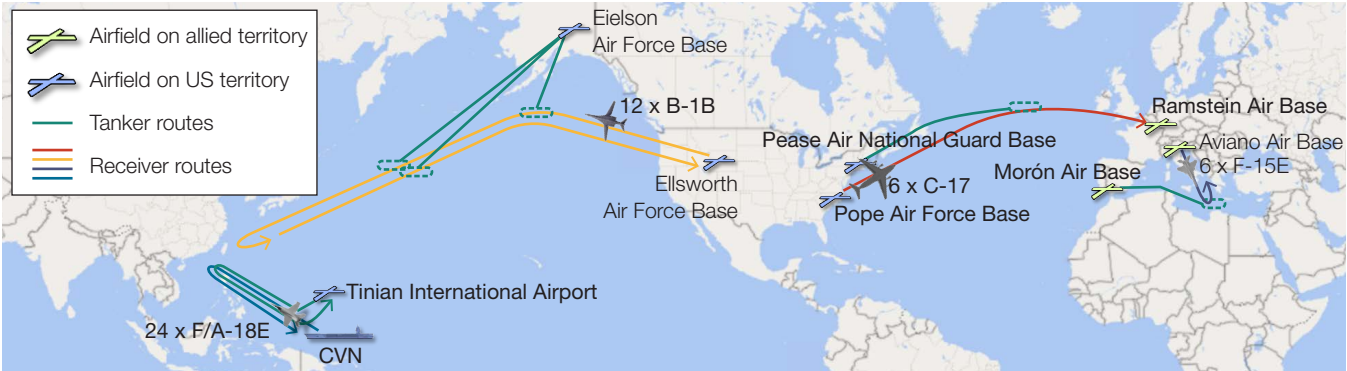 Airfield on allied territory
Airfield on US territory
Tanker routes
Receiver routes
Eielson
Air Force Base
12 x B-1B
Ellsworth
Air Force Base
Pease Air National Guard Base
6 x C-17
Pope Air Force Base
Ramstein Air Base
Aviano Air Base
6 x F-15E
Morón Air Base
Tinian International Airport
24 x F/A-18E
CVN